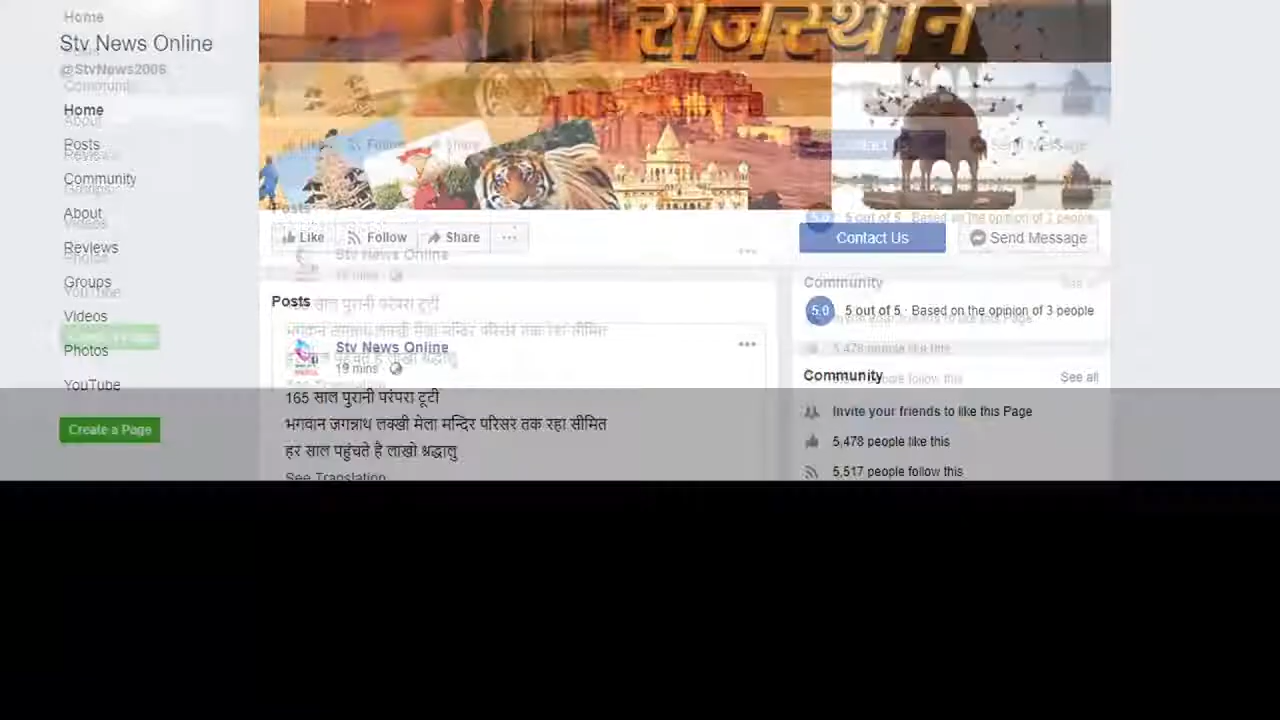 Home
Stv News Online
@StvNews2006
Home
Posts
Community
About
Reviews
Groups
Videos
Photos
YouTube
Create a Page
राजस्थान
Like
Follow
Share
Contact Us
Send Message
Posts
Stv News Online
19 mins
165 साल पुरानी परंपरा टूटी
भगवान जगन्नाथ लक्खी मेला मन्दिर परिसर तक रहा सीमित
हर साल पहुंचते है लाखो श्रद्धालु
See Translation
5.0 5 out of 5 · Based on the opinion of 3 people
Community
See all
Invite your friends to like this Page
5,478 people like this
5,517 people follow this